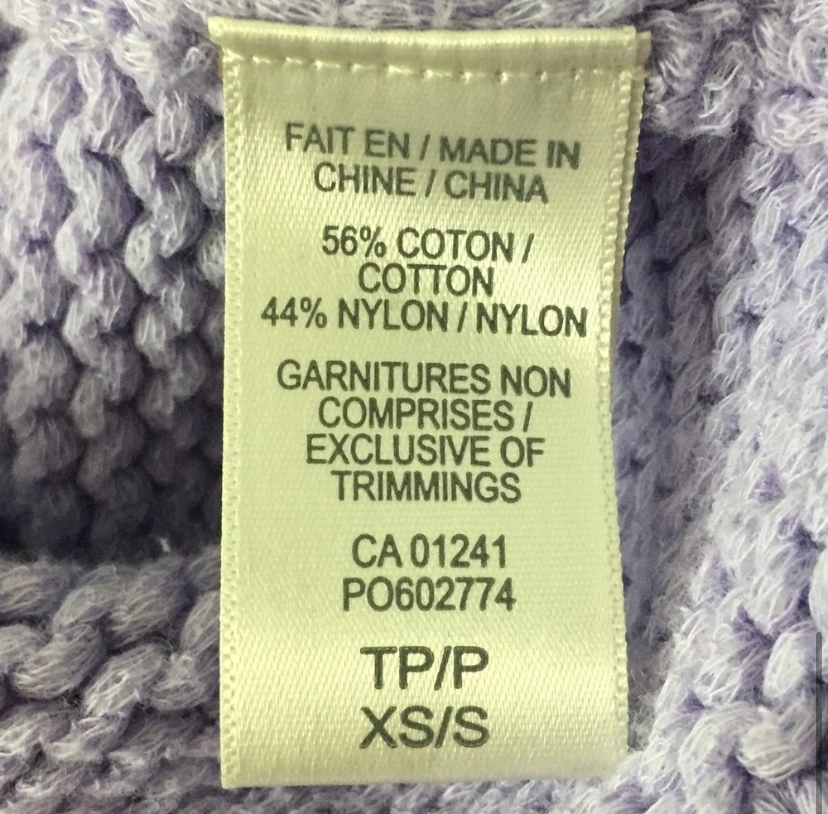 FAIT EN / MADE IN
CHINE / CHINA
56% COTON /
COTTON
44% NYLON / NYLON
GARNITURES NON
COMPRISES /
EXCLUSIVE OF
TRIMMINGS
CA 01241
PO602774
TP/P
XS/S